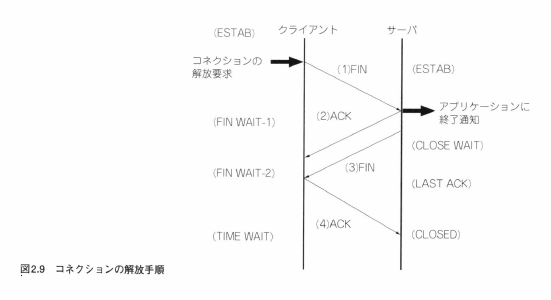 クライアント
サーバ
(ESTAB)
コネクションの
解放要求
(1)FIN
(ESTAB)
アプリケーションに
終了通知
(2)ACK
(FIN WAIT-1)
(CLOSE WAIT)
(3)FIN
(FIN WAIT-2)
(LAST ACK)
(4)ACK
(TIME WAIT)
(CLOSED)
図2.9 コネクションの解放手順